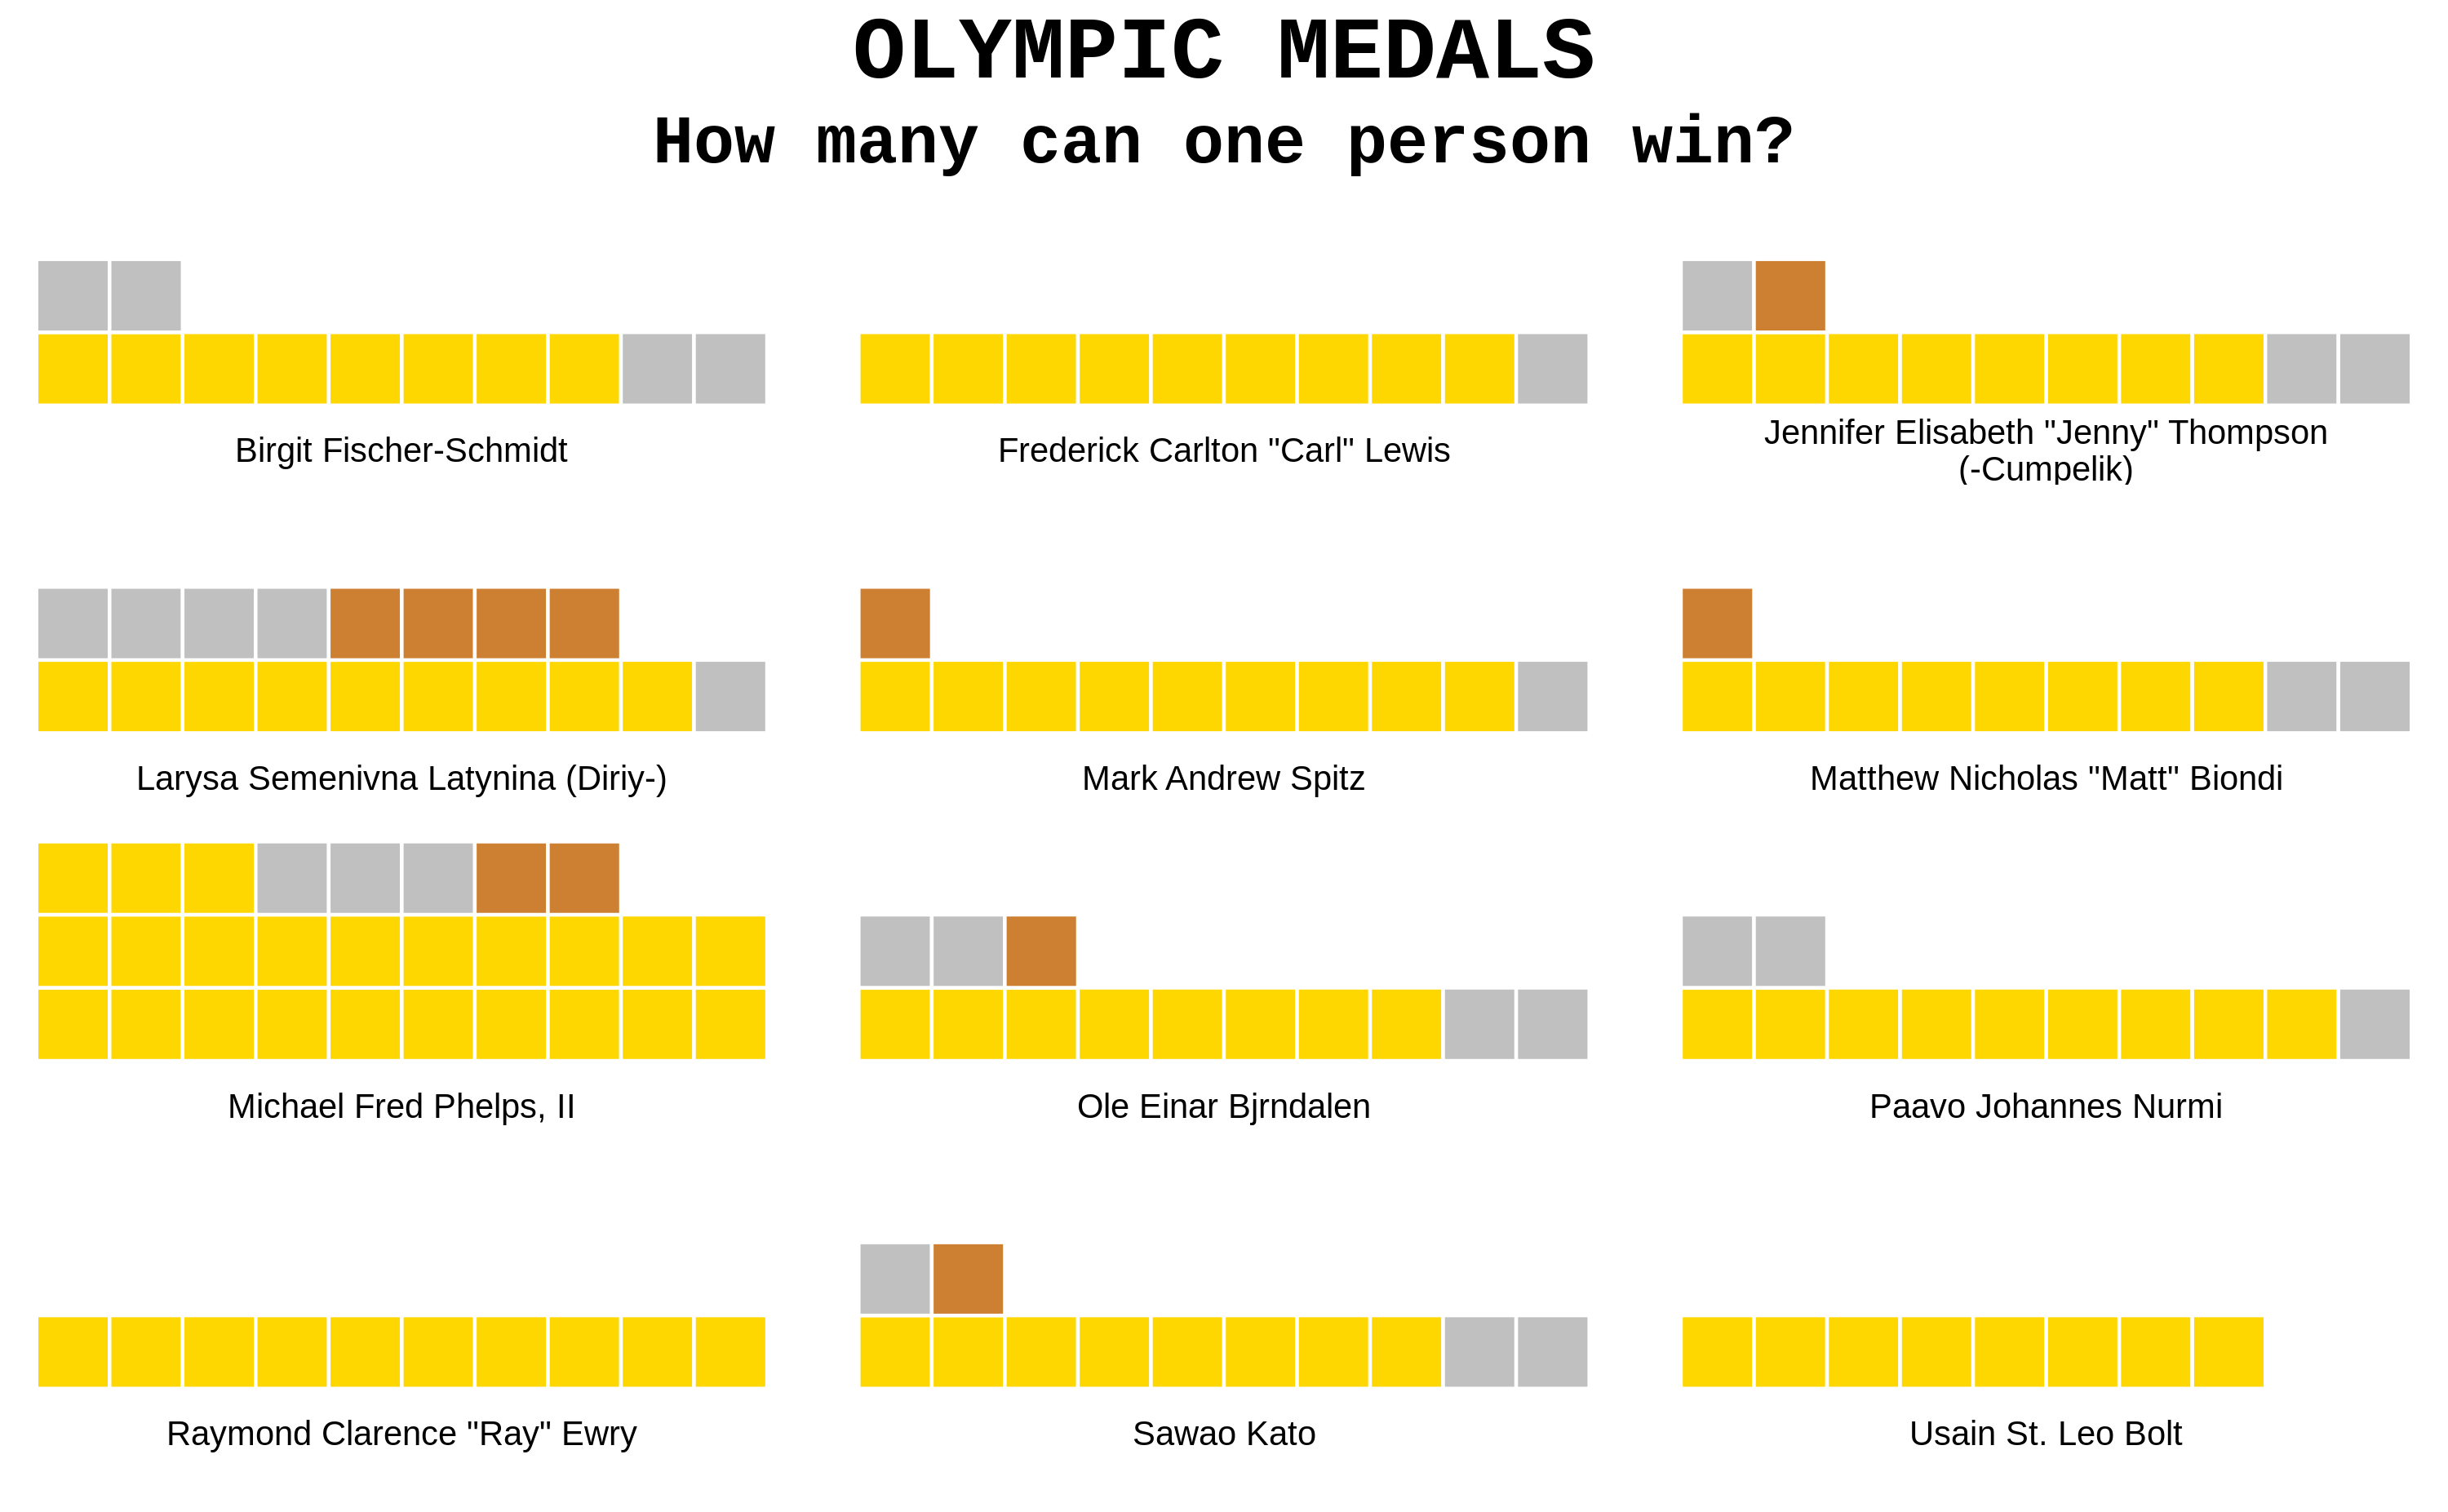 OLYMPIC MEDALS
How many can one person win?
Birgit Fischer-Schmidt
Frederick Carlton "Carl" Lewis
Jennifer Elisabeth "Jenny" Thompson
(-Cumpelik)
Larysa Semenivna Latynina (Diriy-)
Mark Andrew Spitz
Matthew Nicholas "Matt" Biondi
Michael Fred Phelps, II
Ole Einar Bjrndalen
Paavo Johannes Nurmi
Raymond Clarence "Ray" Ewry
Sawao Kato
Usain St. Leo Bolt